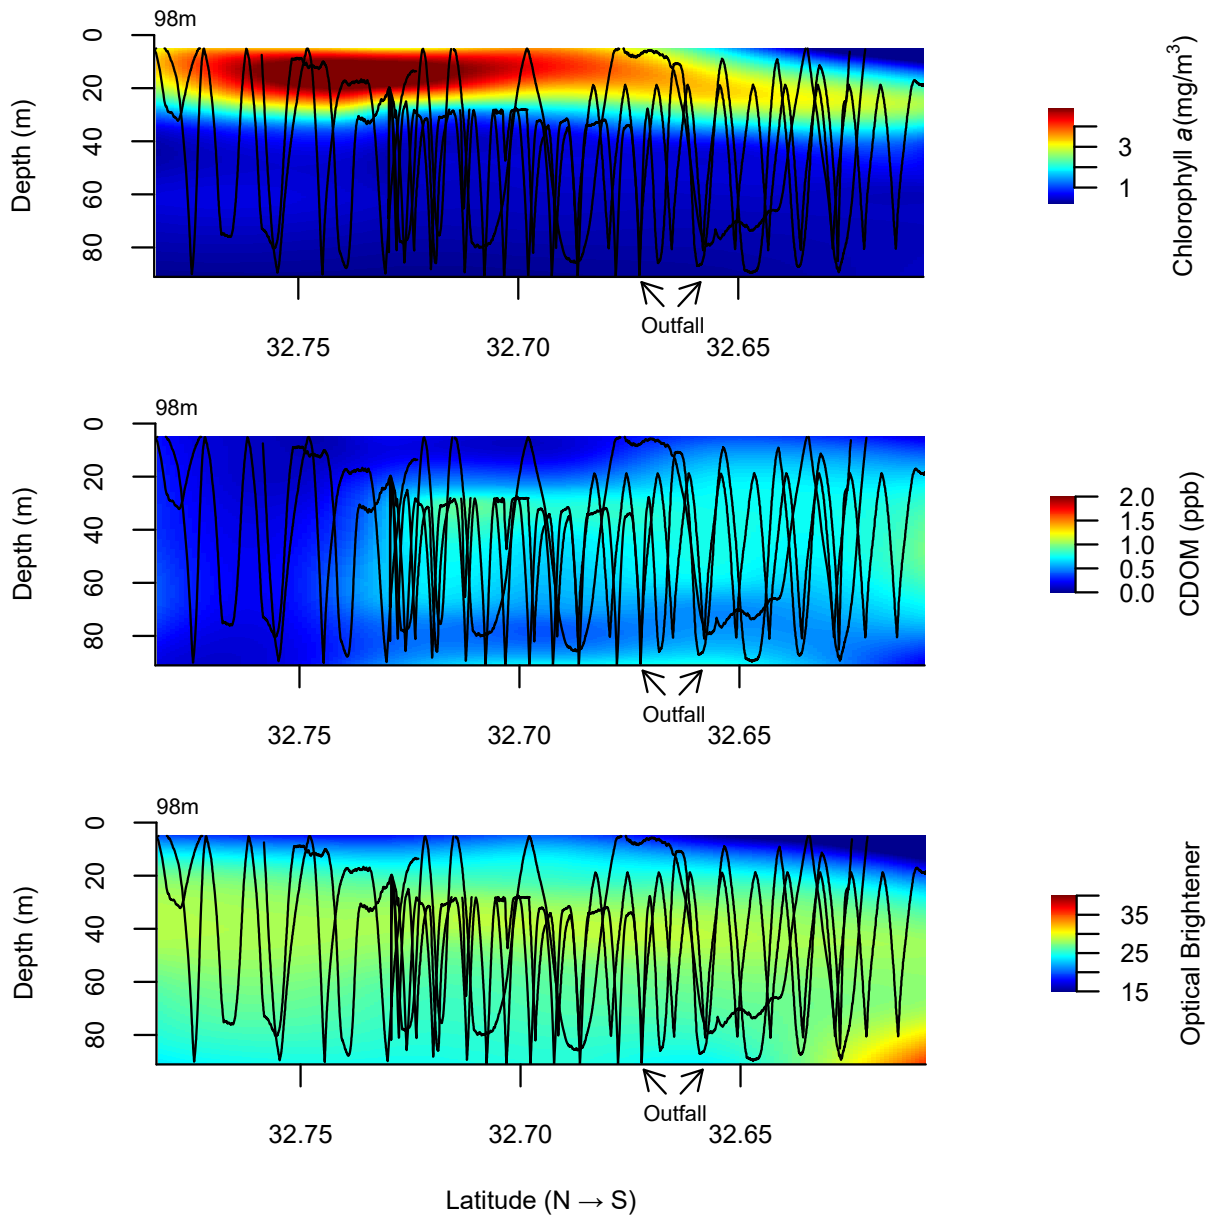 98m
0
20
40
60
80
Depth (m)
Outfall
32.75 32.70 32.65
3
1
Chlorophyll a(mg/m³)
98m
0
20
40
60
80
Depth (m)
Outfall
32.75 32.70 32.65
2.0
1.5
1.0
0.5
0.0
CDOM (ppb)
98m
0
20
40
60
80
Depth (m)
Outfall
32.75 32.70 32.65
35
25
15
Optical Brightener
Latitude (N → S)